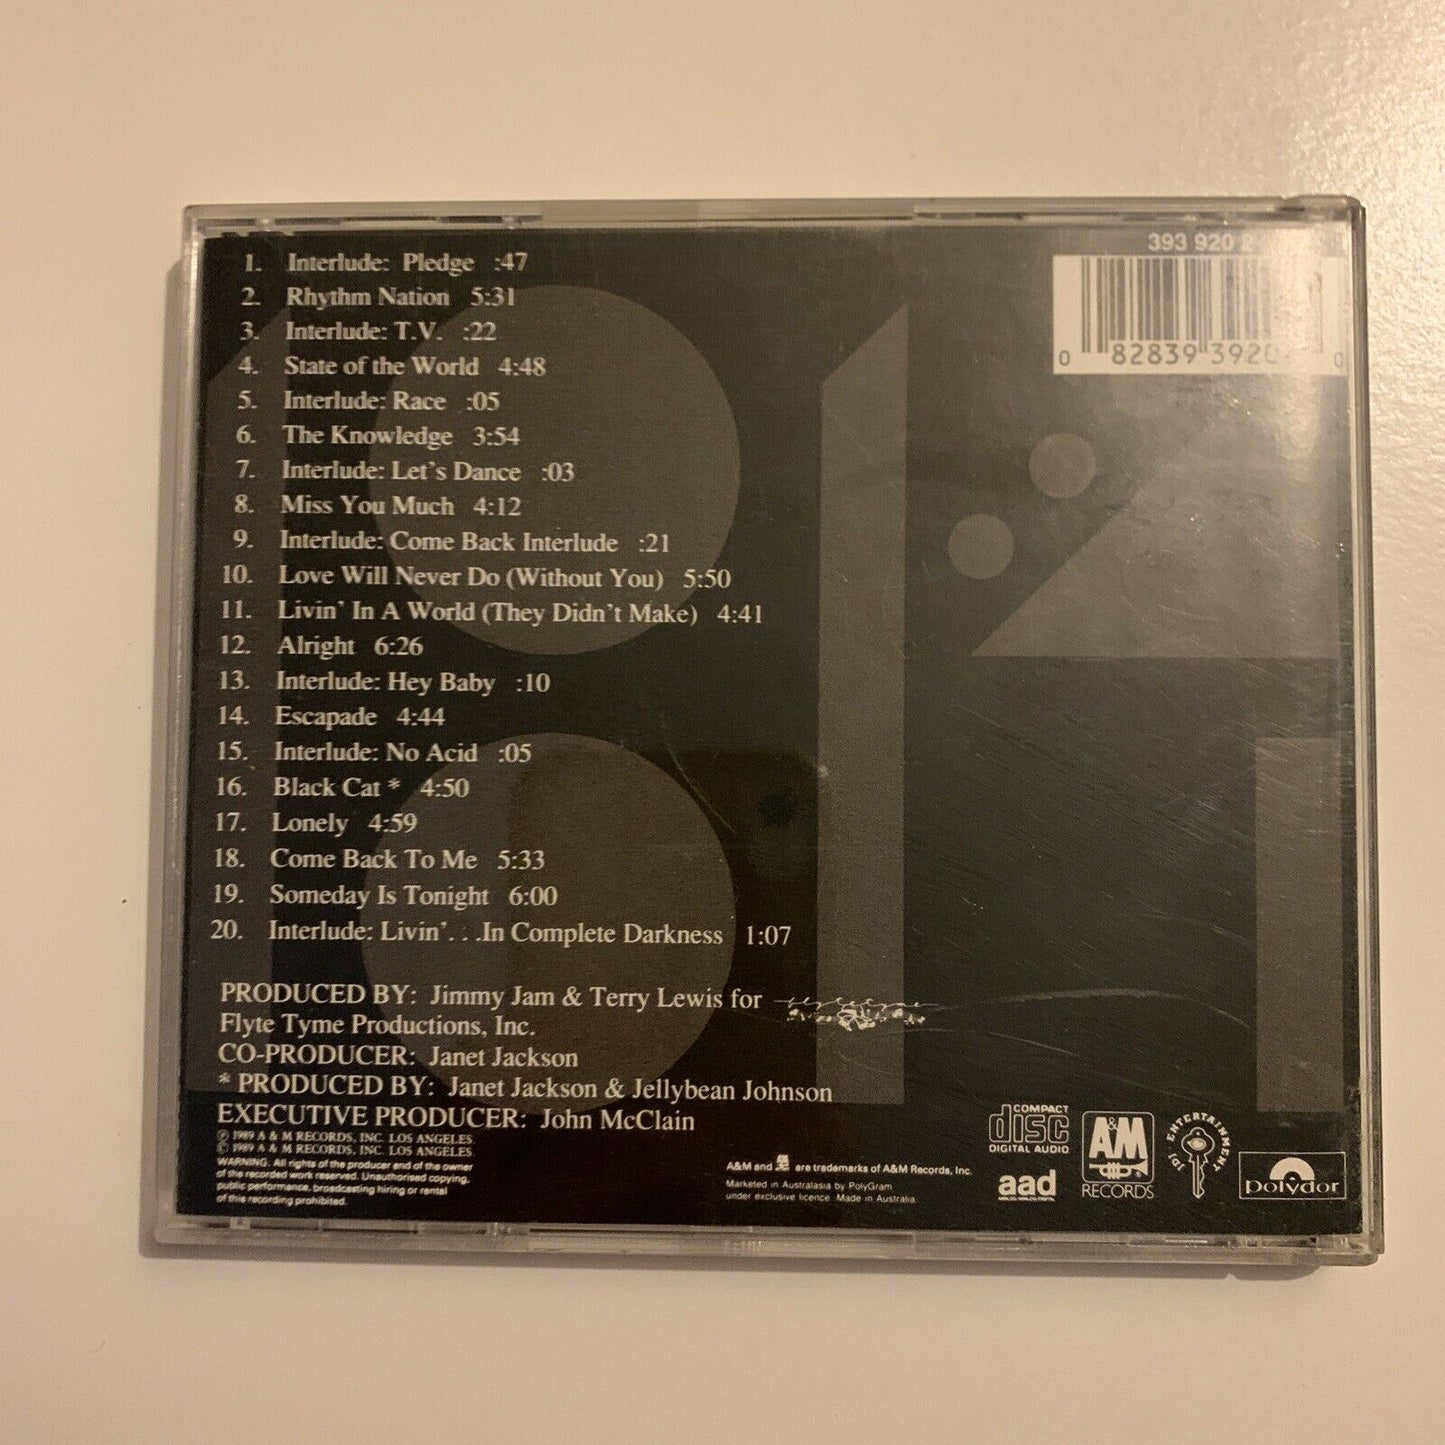 393 920 2
0 82839 3920 0
1. Interlude: Pledge :47
2. Rhythm Nation 5:31
3. Interlude: T.V. :22
4. State of the World 4:48
5. Interlude: Race :05
6. The Knowledge 3:54
7. Interlude: Let's Dance :03
8. Miss You Much 4:12
9. Interlude: Come Back Interlude :21
10. Love Will Never Do (Without You) 5:50
11. Livin' In A World (They Didn't Make) 4:41
12. Alright 6:26
13. Interlude: Hey Baby :10
14. Escapade 4:44
15. Interlude: No Acid :05
16. Black Cat * 4:50
17. Lonely 4:59
18. Come Back To Me 5:33
19. Someday Is Tonight 6:00
20. Interlude: Livin'. . .In Complete Darkness 1:07
PRODUCED BY: Jimmy Jam & Terry Lewis for flytetyme
Flyte Tyme Productions, Inc.
CO-PRODUCER: Janet Jackson
* PRODUCED BY: Janet Jackson & Jellybean Johnson
EXECUTIVE PRODUCER: John McClain
℗ 1989 A & M RECORDS, INC. LOS ANGELES
© 1989 A & M RECORDS, INC. LOS ANGELES
WARNING. All rights of the producer and of the owner
of the recorded work reserved. Unauthorised copying,
public performance, broadcasting hiring or rental
of this recording prohibited.
A&M and are trademarks of A&M Records, Inc.
Marketed in Australasia by PolyGram
under exclusive licence. Made in Australia.
COMPACT
disc
DIGITAL AUDIO
aad
A&M
RECORDS
JDI ENTERTAINMENT
polydor